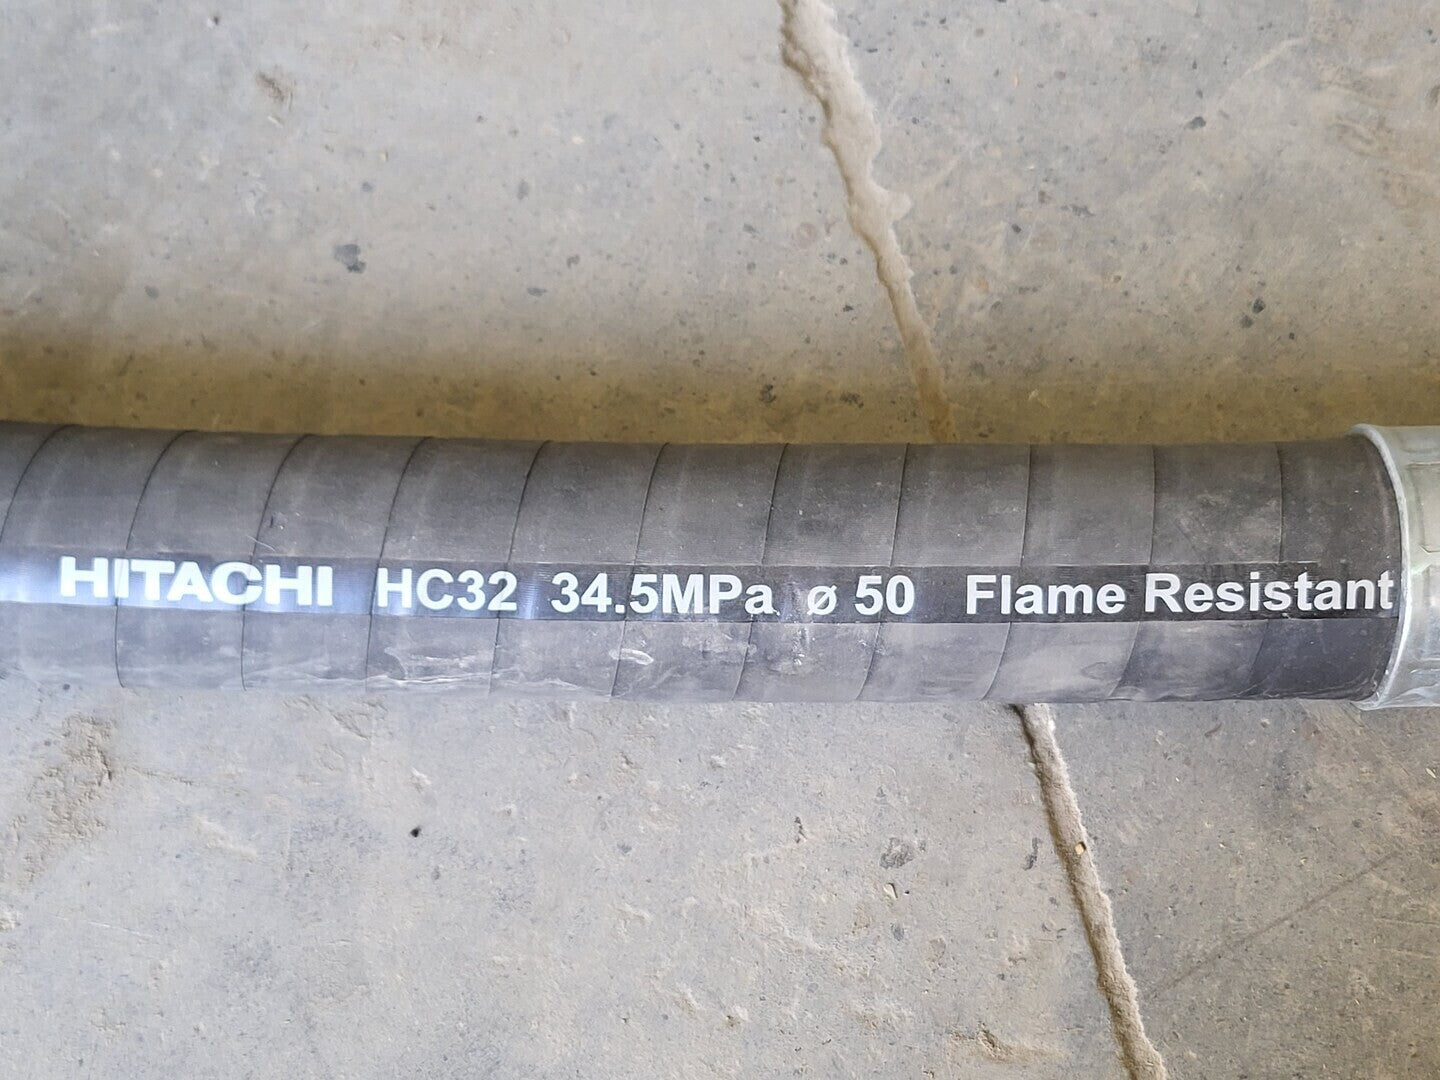 HITACHI HC32 34.5MPa ø 50 Flame Resistant